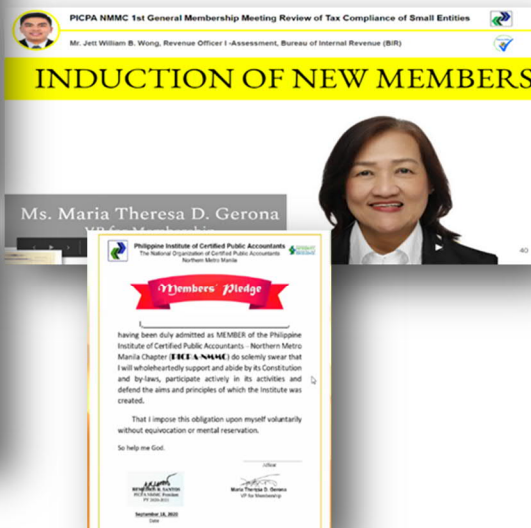 PICPA NMMC 1st General Membership Meeting Review of Tax Compliance of Small Entities
Mr. Jett William B. Wong, Revenue Officer I -Assessment, Bureau of Internal Revenue (BIR)
INDUCTION OF NEW MEMBERS
Ms. Maria Theresa D. Gerona
VP for Membership
40
Philippine Institute of Certified Public Accountants
The National Organization of Certified Public Accountants
Northern Metro Manila
Members' Pledge
I,
having been duly admitted as MEMBER of the Philippine
Institute of Certified Public Accountants - Northern Metro
Manila Chapter (PICPA-NMMC) do solemly swear that
I will wholeheartedly support and abide by its Constitution
and by-laws, participate actively in its activities and
defend the aims and principles of which the Institute was
created.
That I impose this obligation upon myself voluntarily
without equivocation or mental reservation.
So help me God.
Maria Theresa D. Gerona
VP for Membership
September 18, 2020
Date